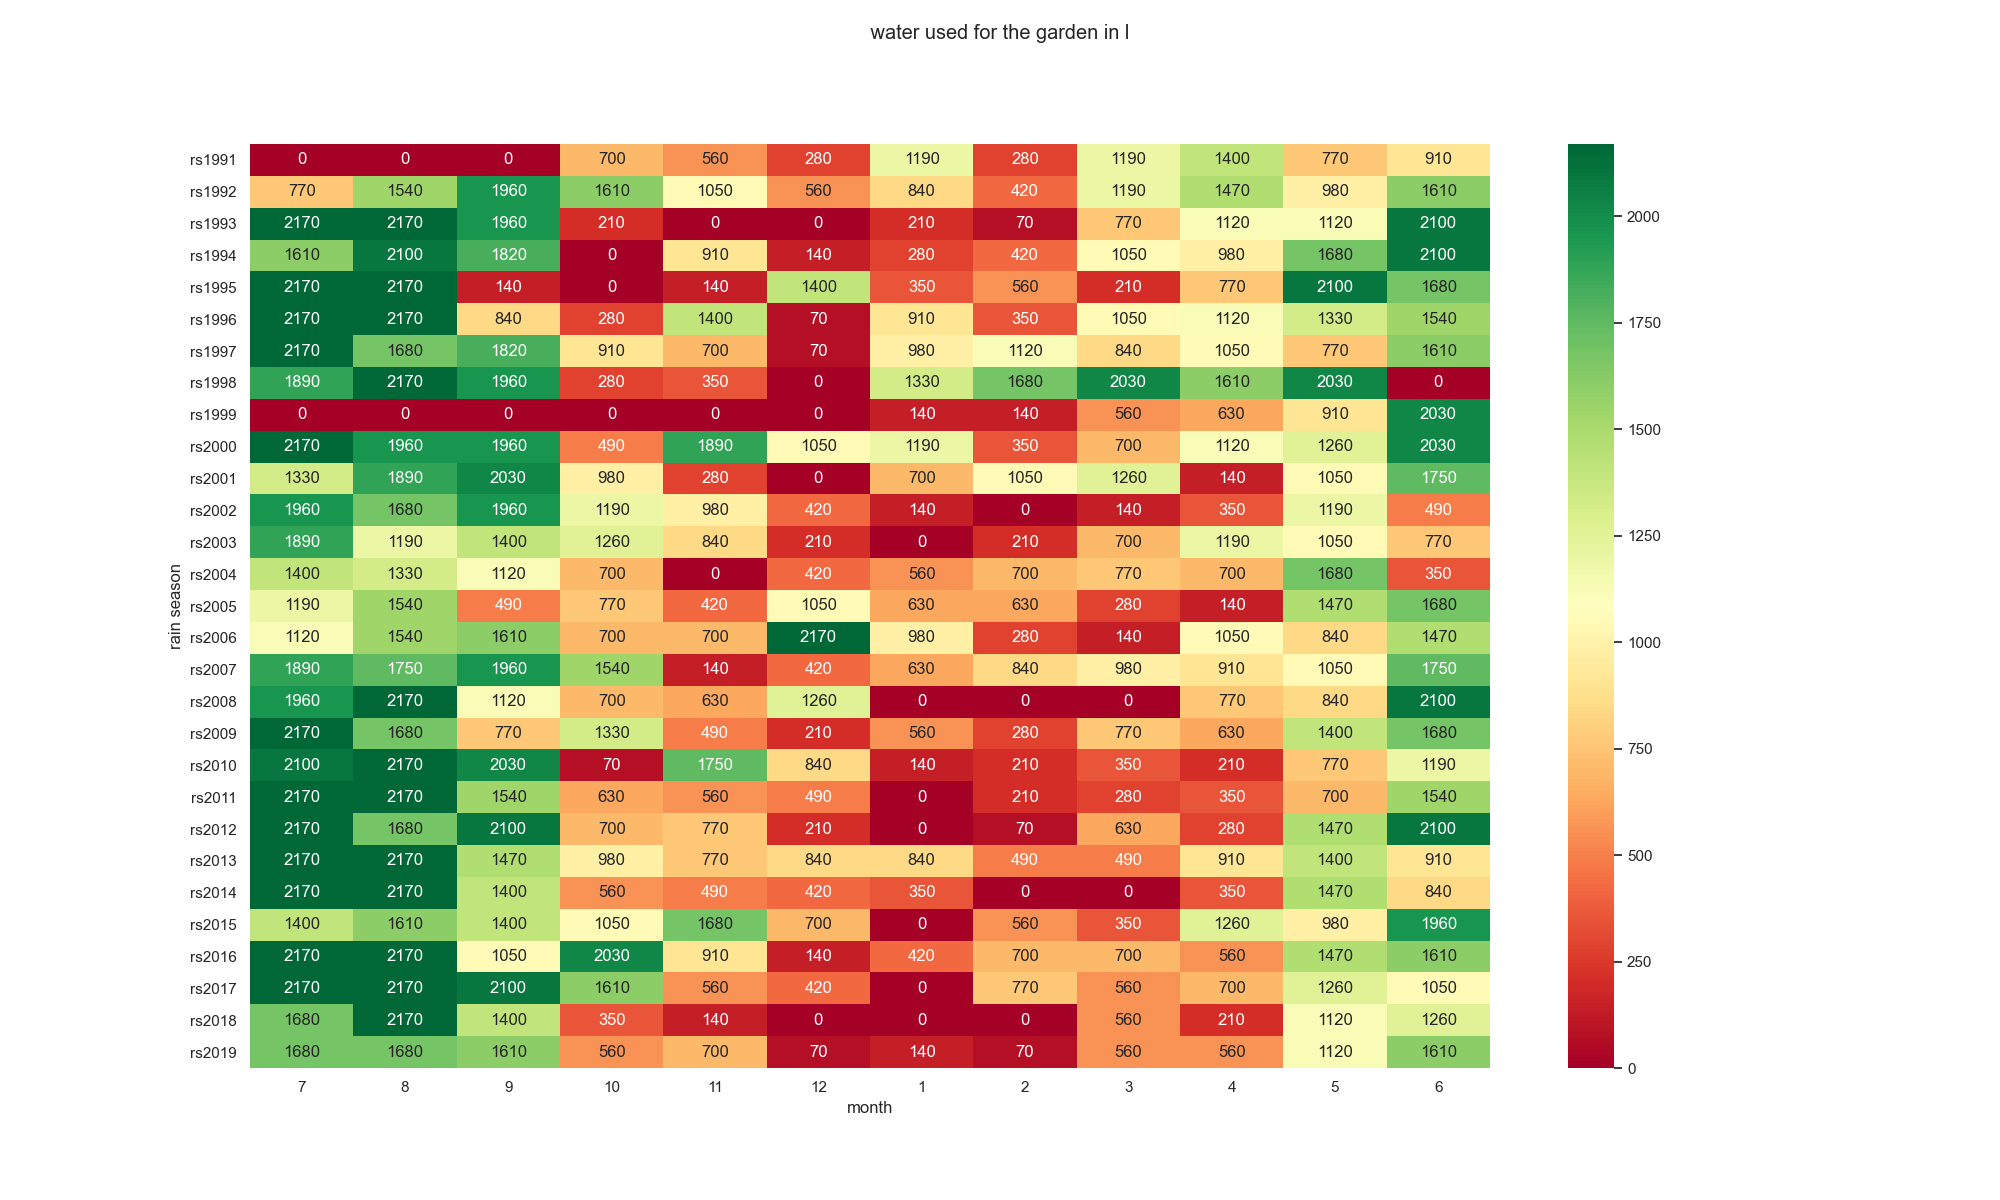 water used for the garden in l
rs1991 0 0 0 700 560 280 1190 280 1190 1400 770 910
rs1992 770 1540 1960 1610 1050 560 840 420 1190 1470 980 1610
rs1993 2170 2170 1960 210 0 0 210 70 770 1120 1120 2100
rs1994 1610 2100 1820 0 910 140 280 420 1050 980 1680 2100
rs1995 2170 2170 140 0 140 1400 350 560 210 770 2100 1680
rs1996 2170 2170 840 280 1400 70 910 350 1050 1120 1330 1540
rs1997 2170 1680 1820 910 700 70 980 1120 840 1050 770 1610
rs1998 1890 2170 1960 280 350 0 1330 1680 2030 1610 2030 0
rs1999 0 0 0 0 0 0 140 140 560 630 910 2030
rs2000 2170 1960 1960 490 1890 1050 1190 350 700 1120 1260 2030
rs2001 1330 1890 2030 980 280 0 700 1050 1260 140 1050 1750
rs2002 1960 1680 1960 1190 980 420 140 0 140 350 1190 490
rs2003 1890 1190 1400 1260 840 210 0 210 700 1190 1050 770
rs2004 1400 1330 1120 700 0 420 560 700 770 700 1680 350
rs2005 1190 1540 490 770 420 1050 630 630 280 140 1470 1680
rs2006 1120 1540 1610 700 700 2170 980 280 140 1050 840 1470
rs2007 1890 1750 1960 1540 140 420 630 840 980 910 1050 1750
rs2008 1960 2170 1120 700 630 1260 0 0 0 770 840 2100
rs2009 2170 1680 770 1330 490 210 560 280 770 630 1400 1680
rs2010 2100 2170 2030 70 1750 840 140 210 350 210 770 1190
rs2011 2170 2170 1540 630 560 490 0 210 280 350 700 1540
rs2012 2170 1680 2100 700 770 210 0 70 630 280 1470 2100
rs2013 2170 2170 1470 980 770 840 840 490 490 910 1400 910
rs2014 2170 2170 1400 560 490 420 350 0 0 350 1470 840
rs2015 1400 1610 1400 1050 1680 700 0 560 350 1260 980 1960
rs2016 2170 2170 1050 2030 910 140 420 700 700 560 1470 1610
rs2017 2170 2170 2100 1610 560 420 0 770 560 700 1260 1050
rs2018 1680 2170 1400 350 140 0 0 0 560 210 1120 1260
rs2019 1680 1680 1610 560 700 70 140 70 560 560 1120 1610
7 8 9 10 11 12 1 2 3 4 5 6
month
rain season
2000
1750
1500
1250
1000
750
500
250
0